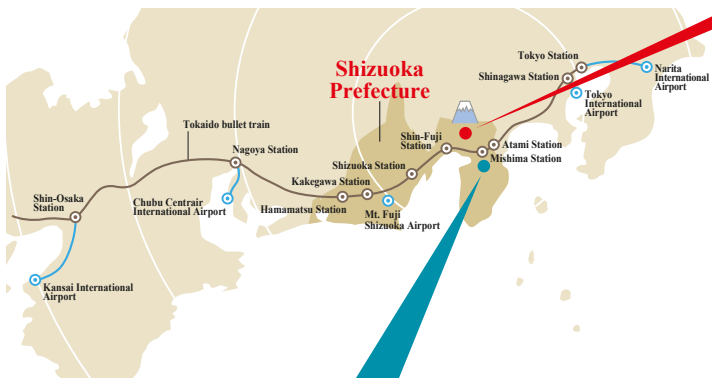 Tokyo Station
Shinagawa Station
Narita
International
Airport
Tokyo
International
Airport
Shizuoka
Prefecture
Tokaido bullet train
Shin-Fuji
Station
Atami Station
Mishima Station
Nagoya Station
Shizuoka Station
Kakegawa Station
Shin-Osaka
Station
Chubu Centrair
International Airport
Hamamatsu Station
Mt. Fuji
Shizuoka Airport
Kansai International
Airport